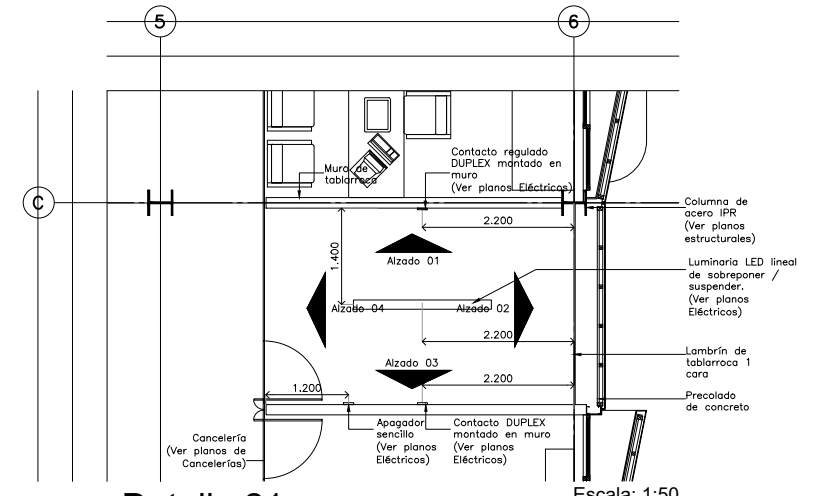 5
6
Contacto regulado
DUPLEX montado en
muro
(Ver planos Eléctricos)
Muro de
tablarroca
C
Columna de
acero IPR
(Ver planos
estructurales)
2.200
1.400
Alzado 01
Luminaria LED lineal
de sobreponer /
suspender.
(Ver planos
Eléctricos)
Alzado 04
Alzado 02
2.200
Lambrín de
tablarroca 1
cara
Alzado 03
1.200
2.200
Precolado
de concreto
Cancelería
(Ver planos de
Cancelerías)
Apagador
sencillo
(Ver planos
Eléctricos)
Contacto DUPLEX
montado en muro
(Ver planos
Eléctricos)
Escala: 1:50